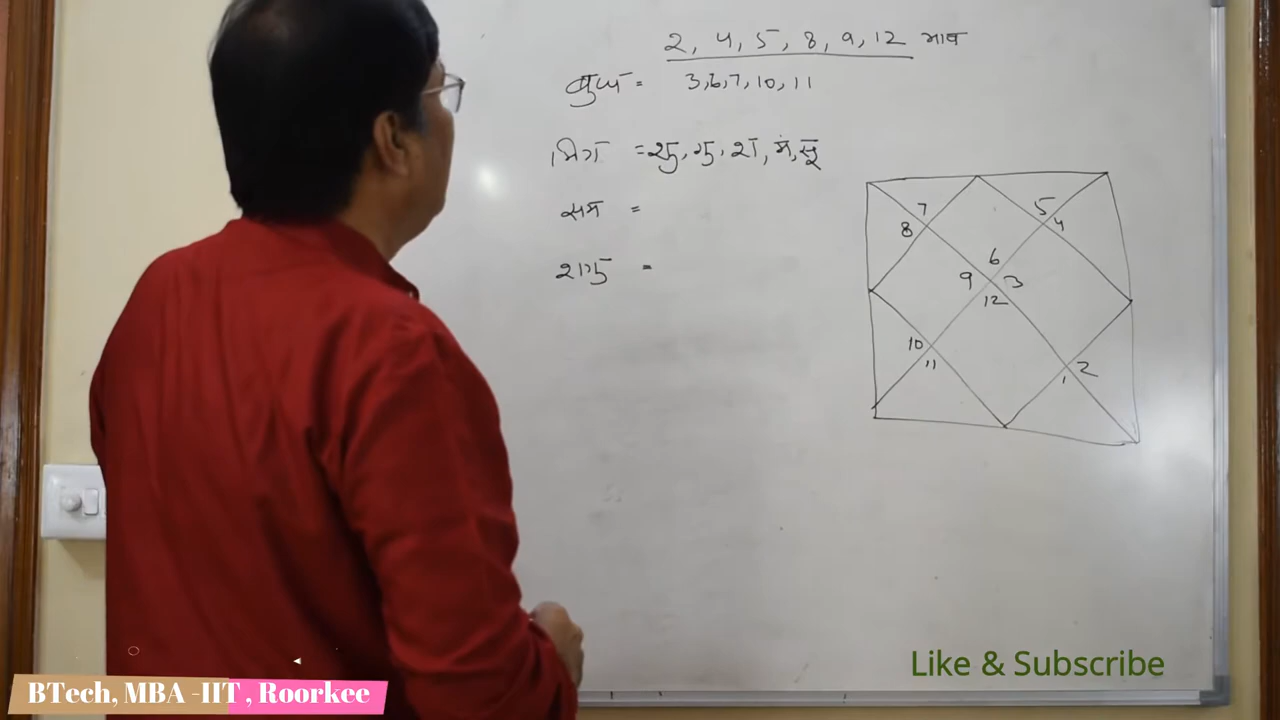 2, 4, 5, 8, 9, 12 भाव
बुध = 3,6,7,10,11
मित्र = शु, गु, श, मं, सू
सम =
शत्रु =
7 5
8 4
6
9 3
12
10
11
1 2
Like & Subscribe
BTech, MBA -IIT , Roorkee